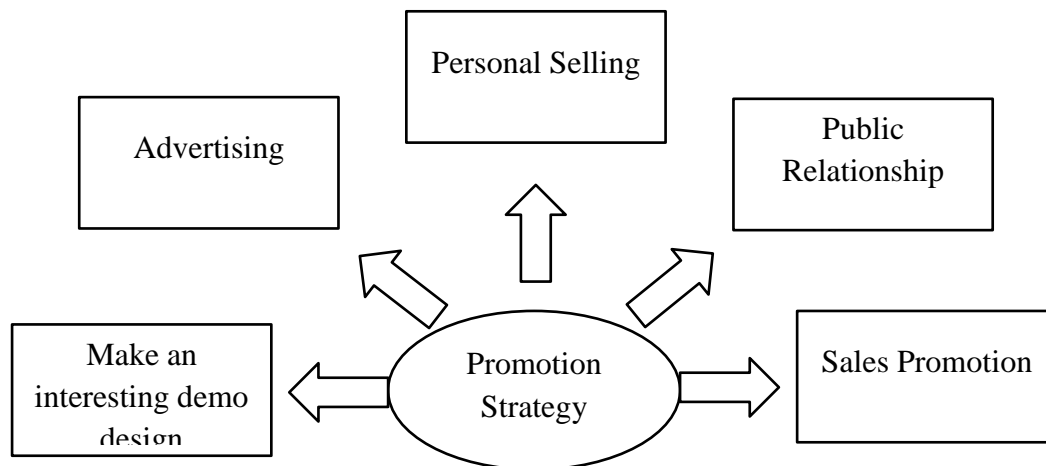 Personal Selling
Advertising
Public
Relationship
Make an
interesting demo
design
Promotion
Strategy
Sales Promotion